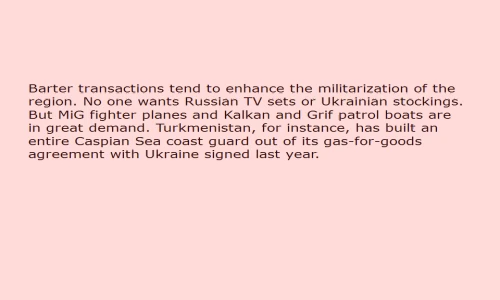 Barter transactions tend to enhance the militarization of the
region. No one wants Russian TV sets or Ukrainian stockings.
But MiG fighter planes and Kalkan and Grif patrol boats are
in great demand. Turkmenistan, for instance, has built an
entire Caspian Sea coast guard out of its gas-for-goods
agreement with Ukraine signed last year.